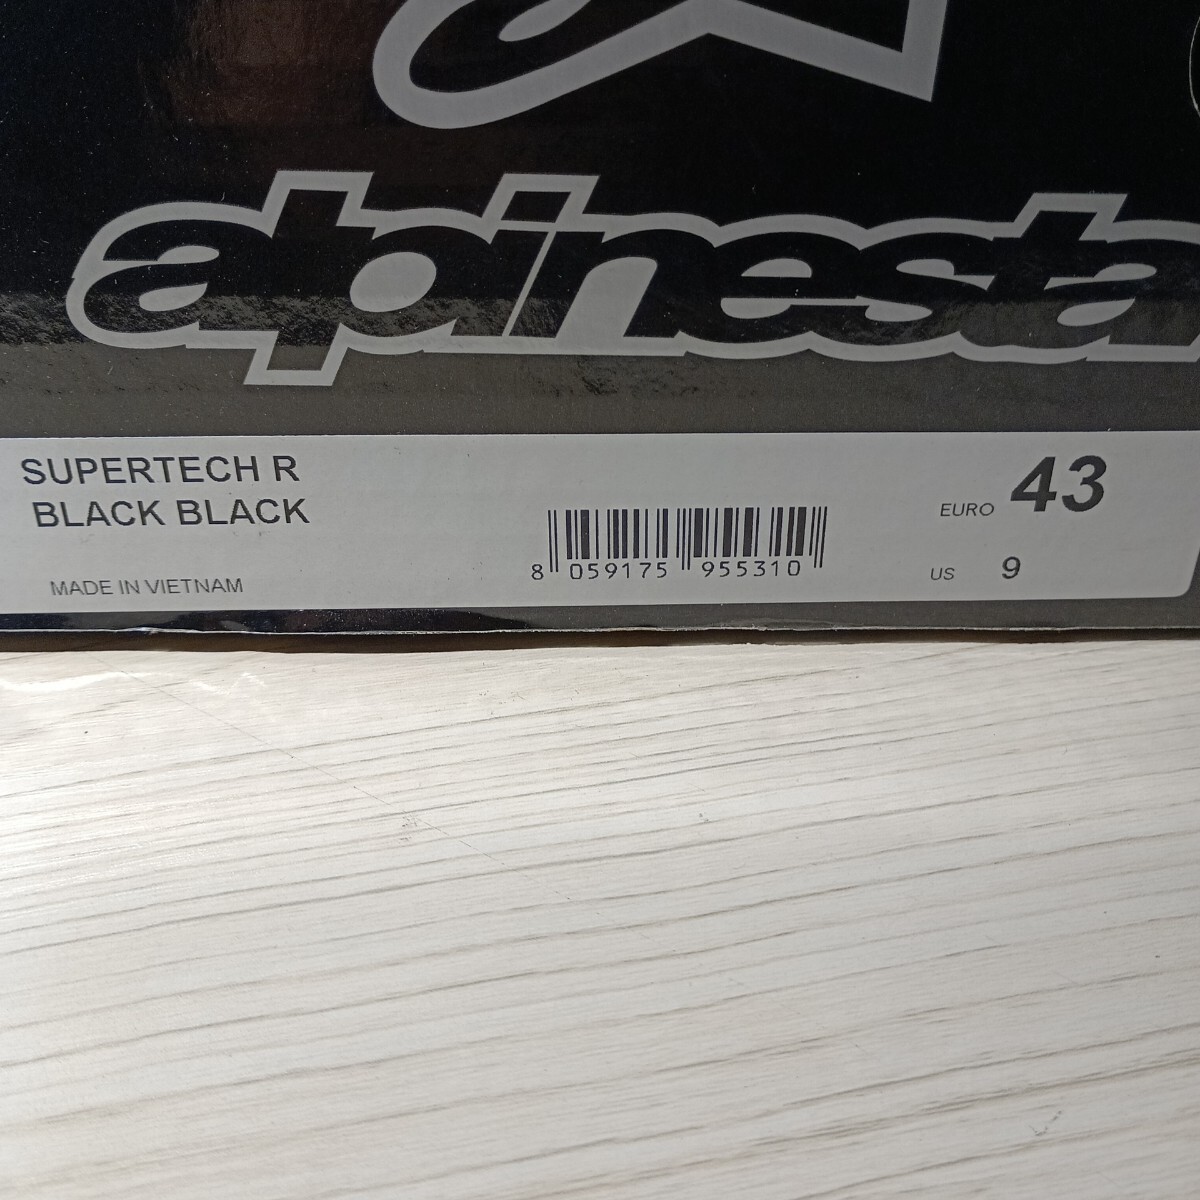 alpinesta
SUPERTECH R
BLACK BLACK
EURO 43
8 059175 955310
MADE IN VIETNAM
US 9